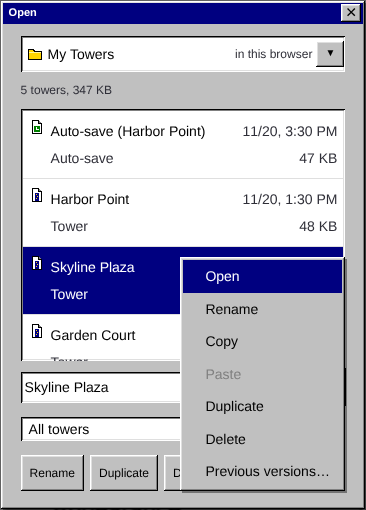 Open
My Towers in this browser
5 towers, 347 KB
Auto-save (Harbor Point) 11/20, 3:30 PM
Auto-save 47 KB
Harbor Point 11/20, 1:30 PM
Tower 48 KB
Skyline Plaza
Tower
Garden Court
Tower
Skyline Plaza
All towers
Rename Duplicate D
Open
Rename
Copy
Paste
Duplicate
Delete
Previous versions…